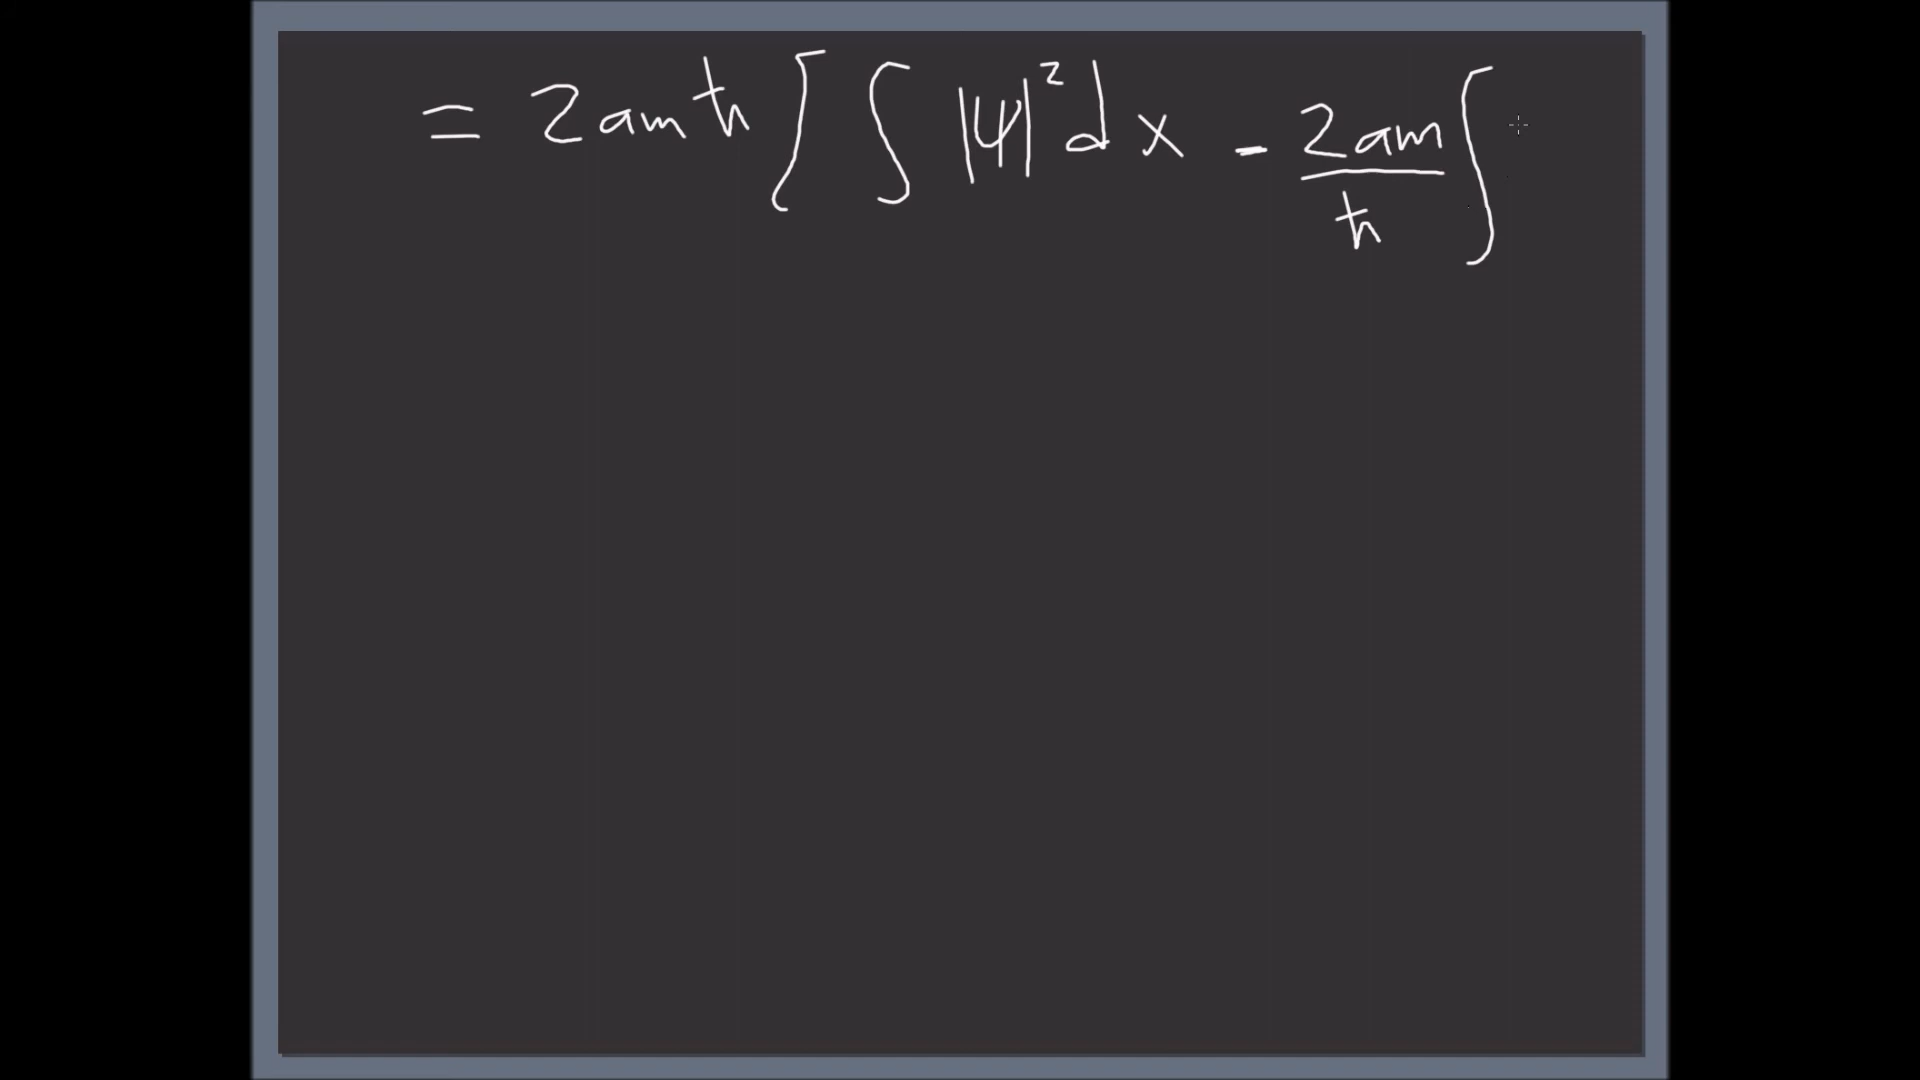 = 2amħ [ ∫ |ψ|² dx - 2am/ħ ∫